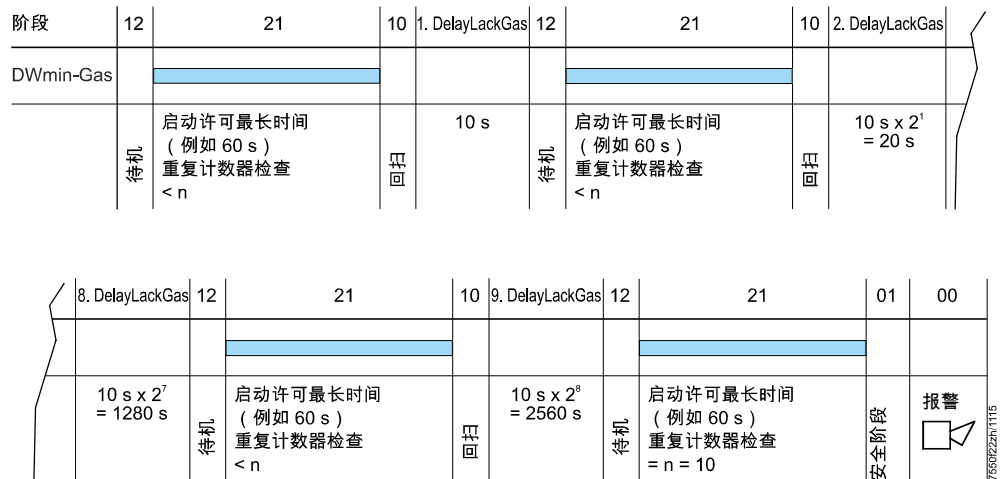 阶段 12 21 10 1. DelayLackGas 12 21 10 2. DelayLackGas
DWmin-Gas
待机
启动许可最长时间
（例如 60 s）
重复计数器检查
< n
回扫
10 s
待机
启动许可最长时间
（例如 60 s）
重复计数器检查
< n
回扫
10 s x 2¹
= 20 s
8. DelayLackGas 12 21 10 9. DelayLackGas 12 21 01 00
10 s x 2⁷
= 1280 s
待机
启动许可最长时间
（例如 60 s）
重复计数器检查
< n
回扫
10 s x 2⁸
= 2560 s
待机
启动许可最长时间
（例如 60 s）
重复计数器检查
= n = 10
安全阶段
报警
7550f22zh/1115